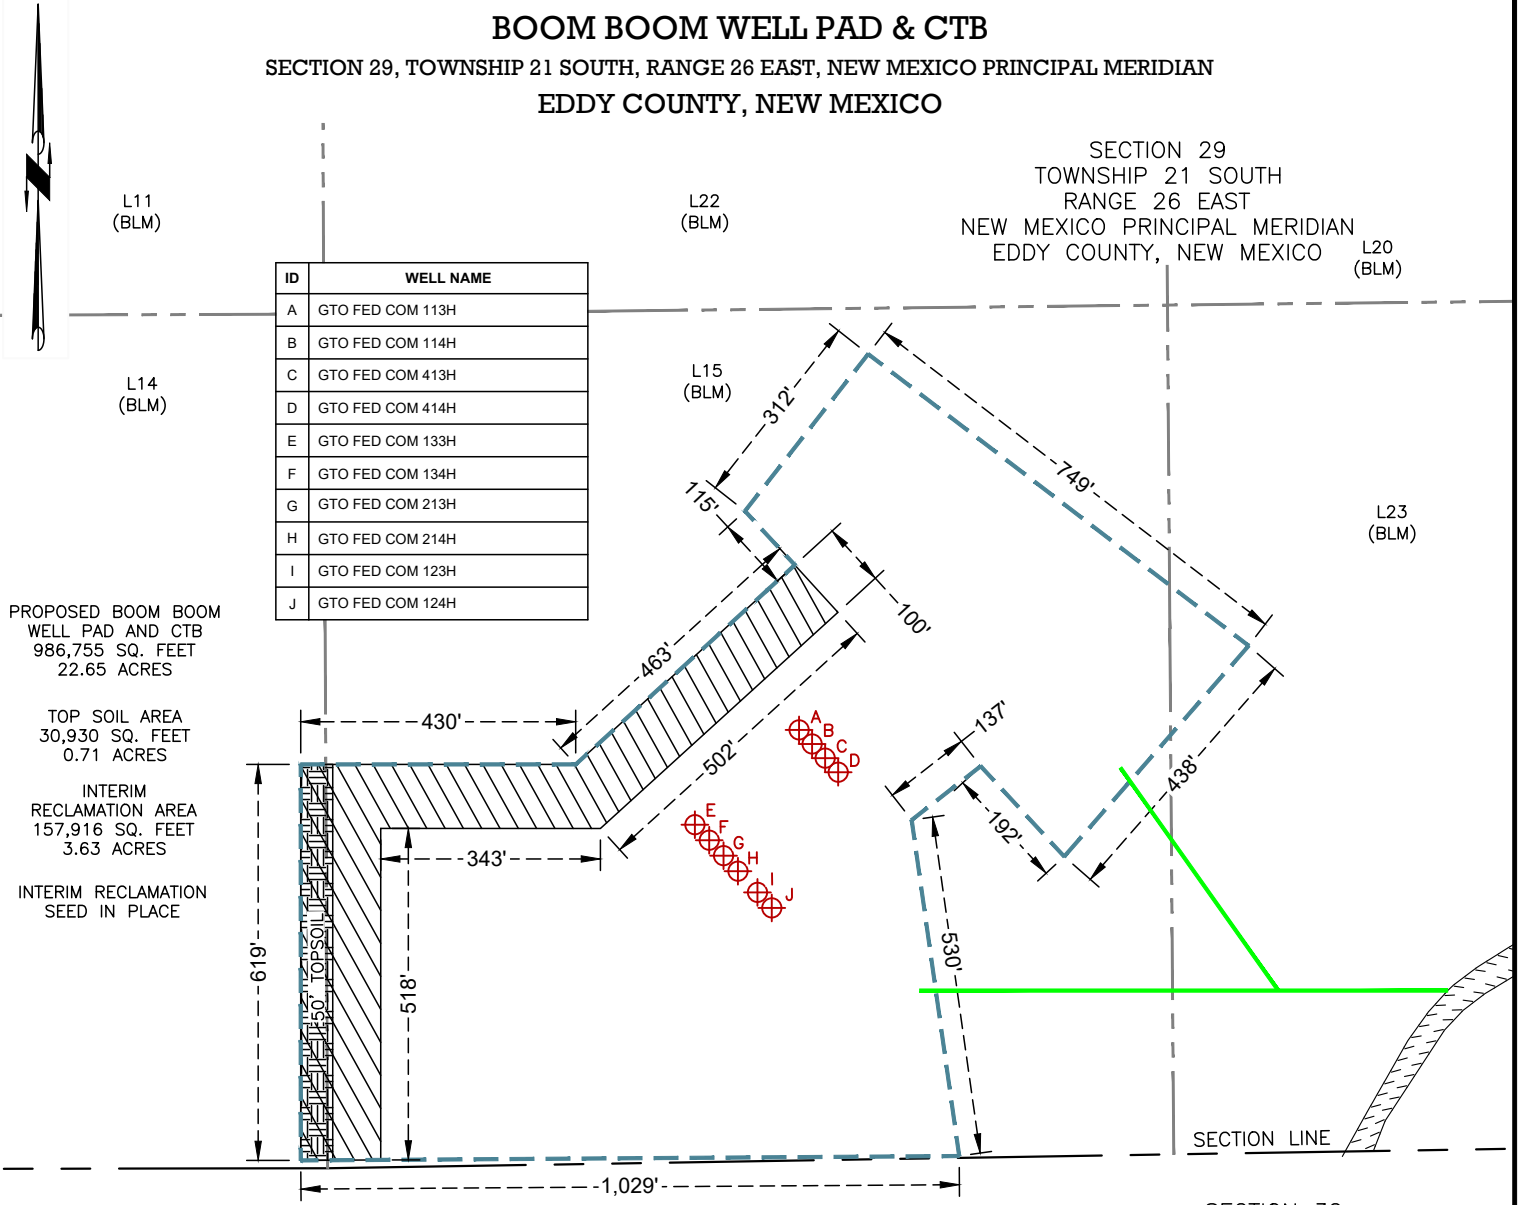 BOOM BOOM WELL PAD & CTB
SECTION 29, TOWNSHIP 21 SOUTH, RANGE 26 EAST, NEW MEXICO PRINCIPAL MERIDIAN
EDDY COUNTY, NEW MEXICO
SECTION 29
TOWNSHIP 21 SOUTH
RANGE 26 EAST
NEW MEXICO PRINCIPAL MERIDIAN
EDDY COUNTY, NEW MEXICO
L11
(BLM)
L22
(BLM)
L20
(BLM)
ID WELL NAME
A GTO FED COM 113H
B GTO FED COM 114H
C GTO FED COM 413H
D GTO FED COM 414H
E GTO FED COM 133H
F GTO FED COM 134H
G GTO FED COM 213H
H GTO FED COM 214H
I GTO FED COM 123H
J GTO FED COM 124H
L14
(BLM)
L15
(BLM)
L23
(BLM)
312'
749'
115'
100'
463'
502'
430'
343'
137'
192'
438'
530'
619'
518'
50' TOPSOIL
1,029'
A
B
C
D
E
F
G
H
I
J
PROPOSED BOOM BOOM
WELL PAD AND CTB
986,755 SQ. FEET
22.65 ACRES
TOP SOIL AREA
30,930 SQ. FEET
0.71 ACRES
INTERIM
RECLAMATION AREA
157,916 SQ. FEET
3.63 ACRES
INTERIM RECLAMATION
SEED IN PLACE
SECTION LINE